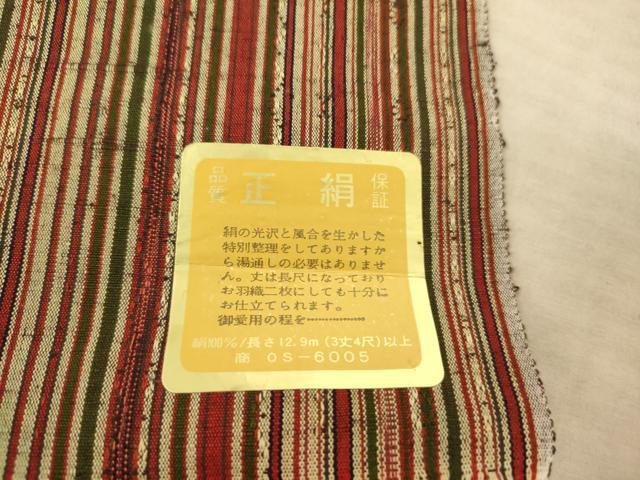 品質 正絹 保証
絹の光沢と風合を生かした
特別整理をしてありますか
ら湯通しの必要はありませ
ん。丈は長尺になっており
お羽織二枚にしても十分に
お仕立てられます。
御愛用の程を…………
絹100%/長さ12.9m(3丈4尺)以上
商 OS-6005